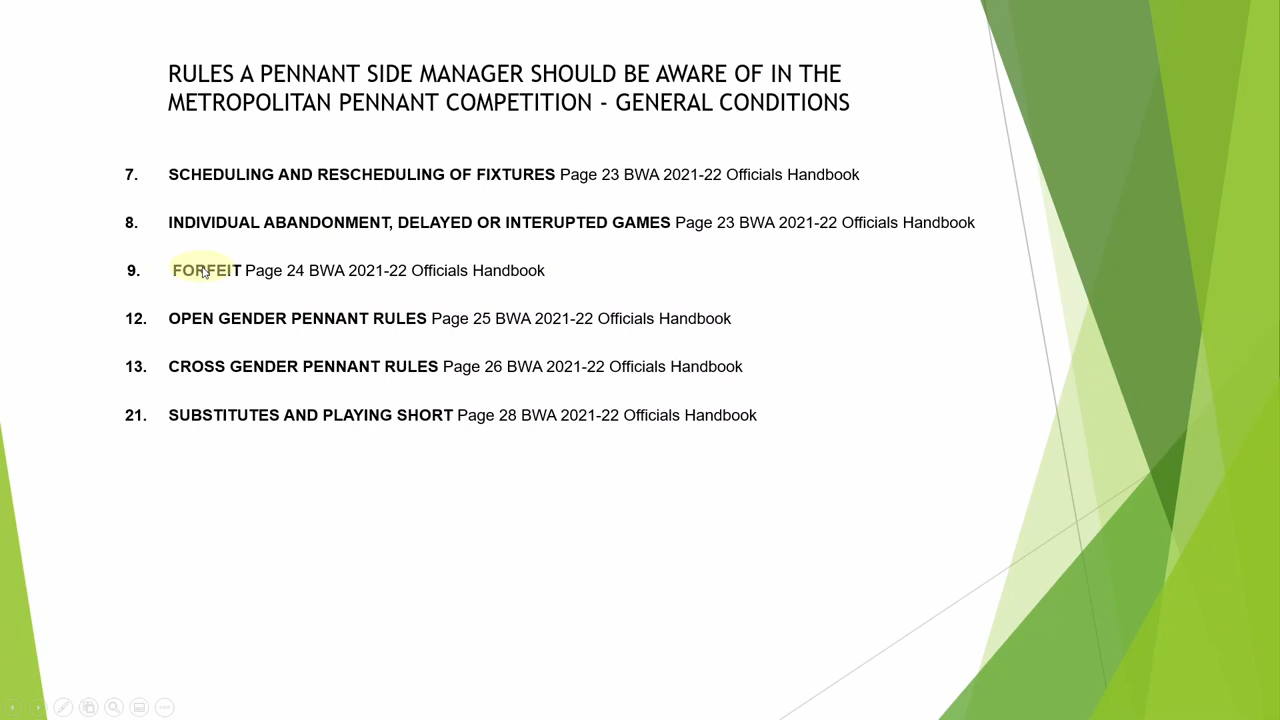 RULES A PENNANT SIDE MANAGER SHOULD BE AWARE OF IN THE
METROPOLITAN PENNANT COMPETITION - GENERAL CONDITIONS
7. SCHEDULING AND RESCHEDULING OF FIXTURES Page 23 BWA 2021-22 Officials Handbook
8. INDIVIDUAL ABANDONMENT, DELAYED OR INTERUPTED GAMES Page 23 BWA 2021-22 Officials Handbook
9. FORFEIT Page 24 BWA 2021-22 Officials Handbook
12. OPEN GENDER PENNANT RULES Page 25 BWA 2021-22 Officials Handbook
13. CROSS GENDER PENNANT RULES Page 26 BWA 2021-22 Officials Handbook
21. SUBSTITUTES AND PLAYING SHORT Page 28 BWA 2021-22 Officials Handbook